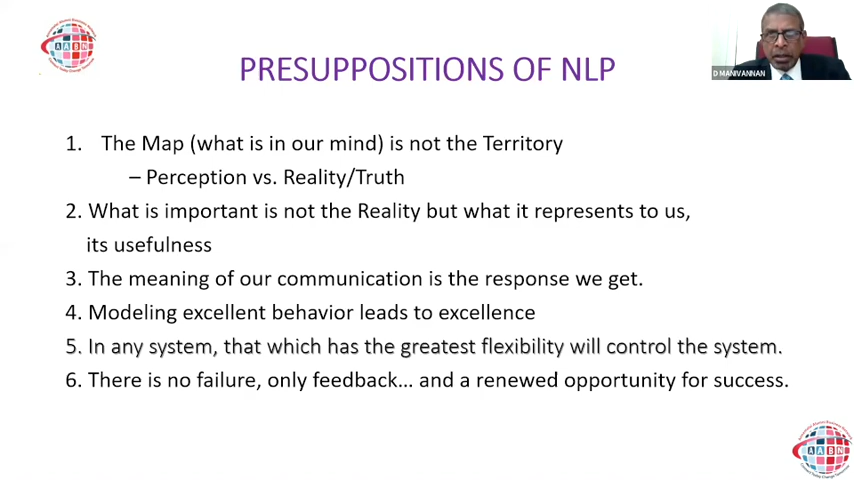 AABN
PRESUPPOSITIONS OF NLP
D MANIVANNAN
1. The Map (what is in our mind) is not the Territory
– Perception vs. Reality/Truth
2. What is important is not the Reality but what it represents to us,
its usefulness
3. The meaning of our communication is the response we get.
4. Modeling excellent behavior leads to excellence
5. In any system, that which has the greatest flexibility will control the system.
6. There is no failure, only feedback... and a renewed opportunity for success.
AABN